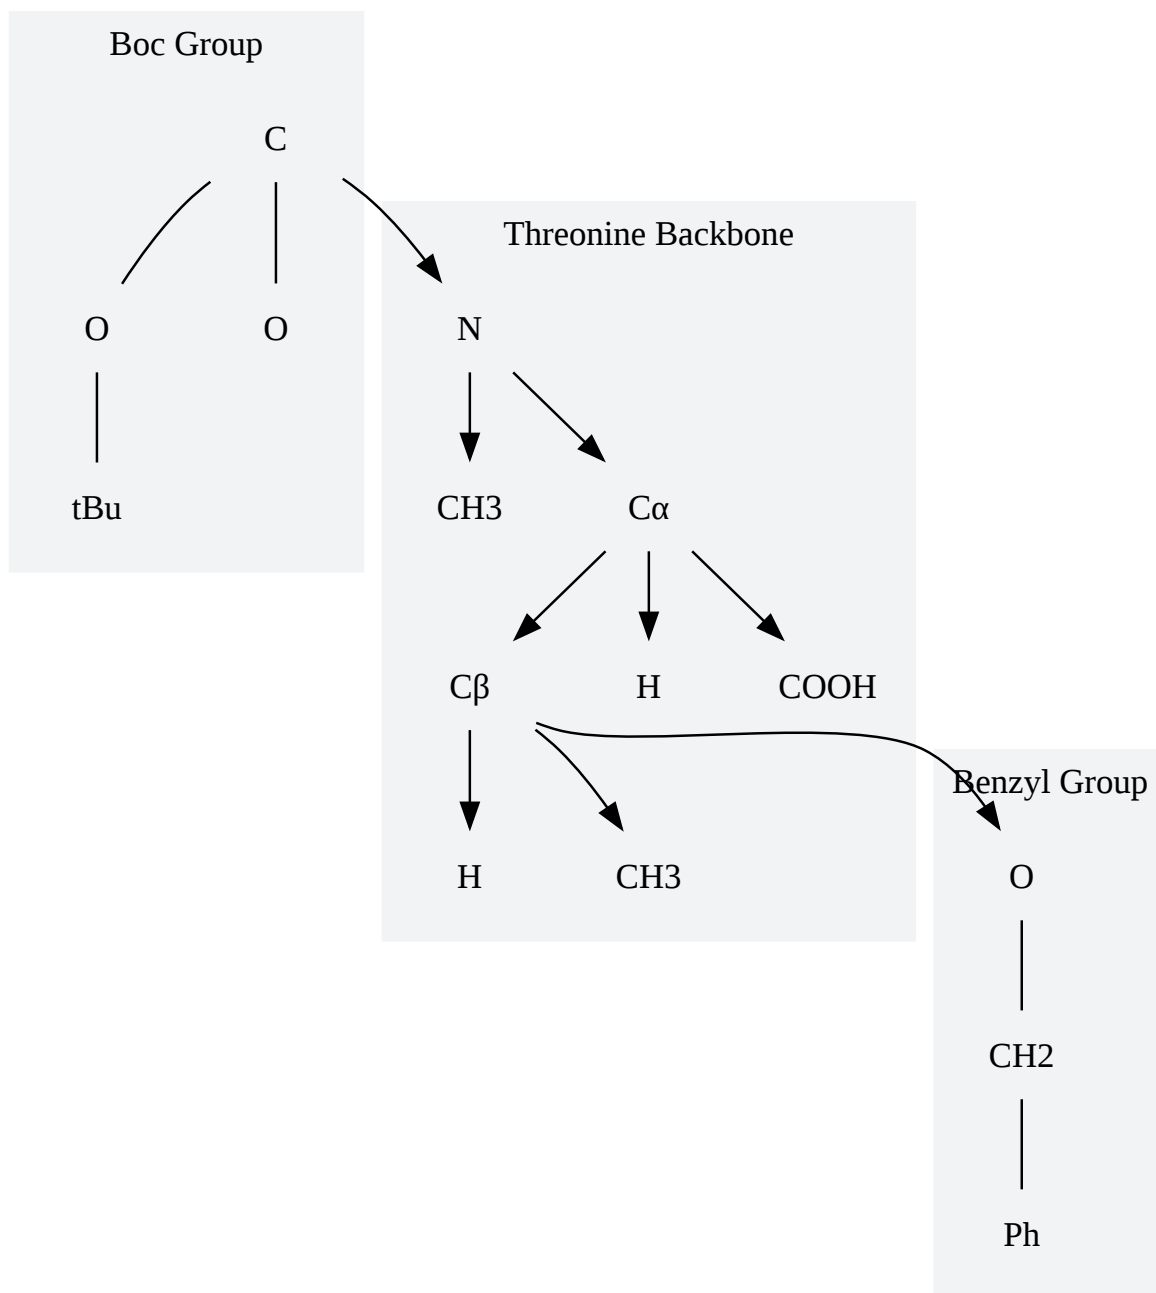 Boc Group
C
O
O
tBu
Threonine Backbone
N
CH3
Cα
Cβ
H
COOH
H
CH3
Benzyl Group
O
CH2
Ph